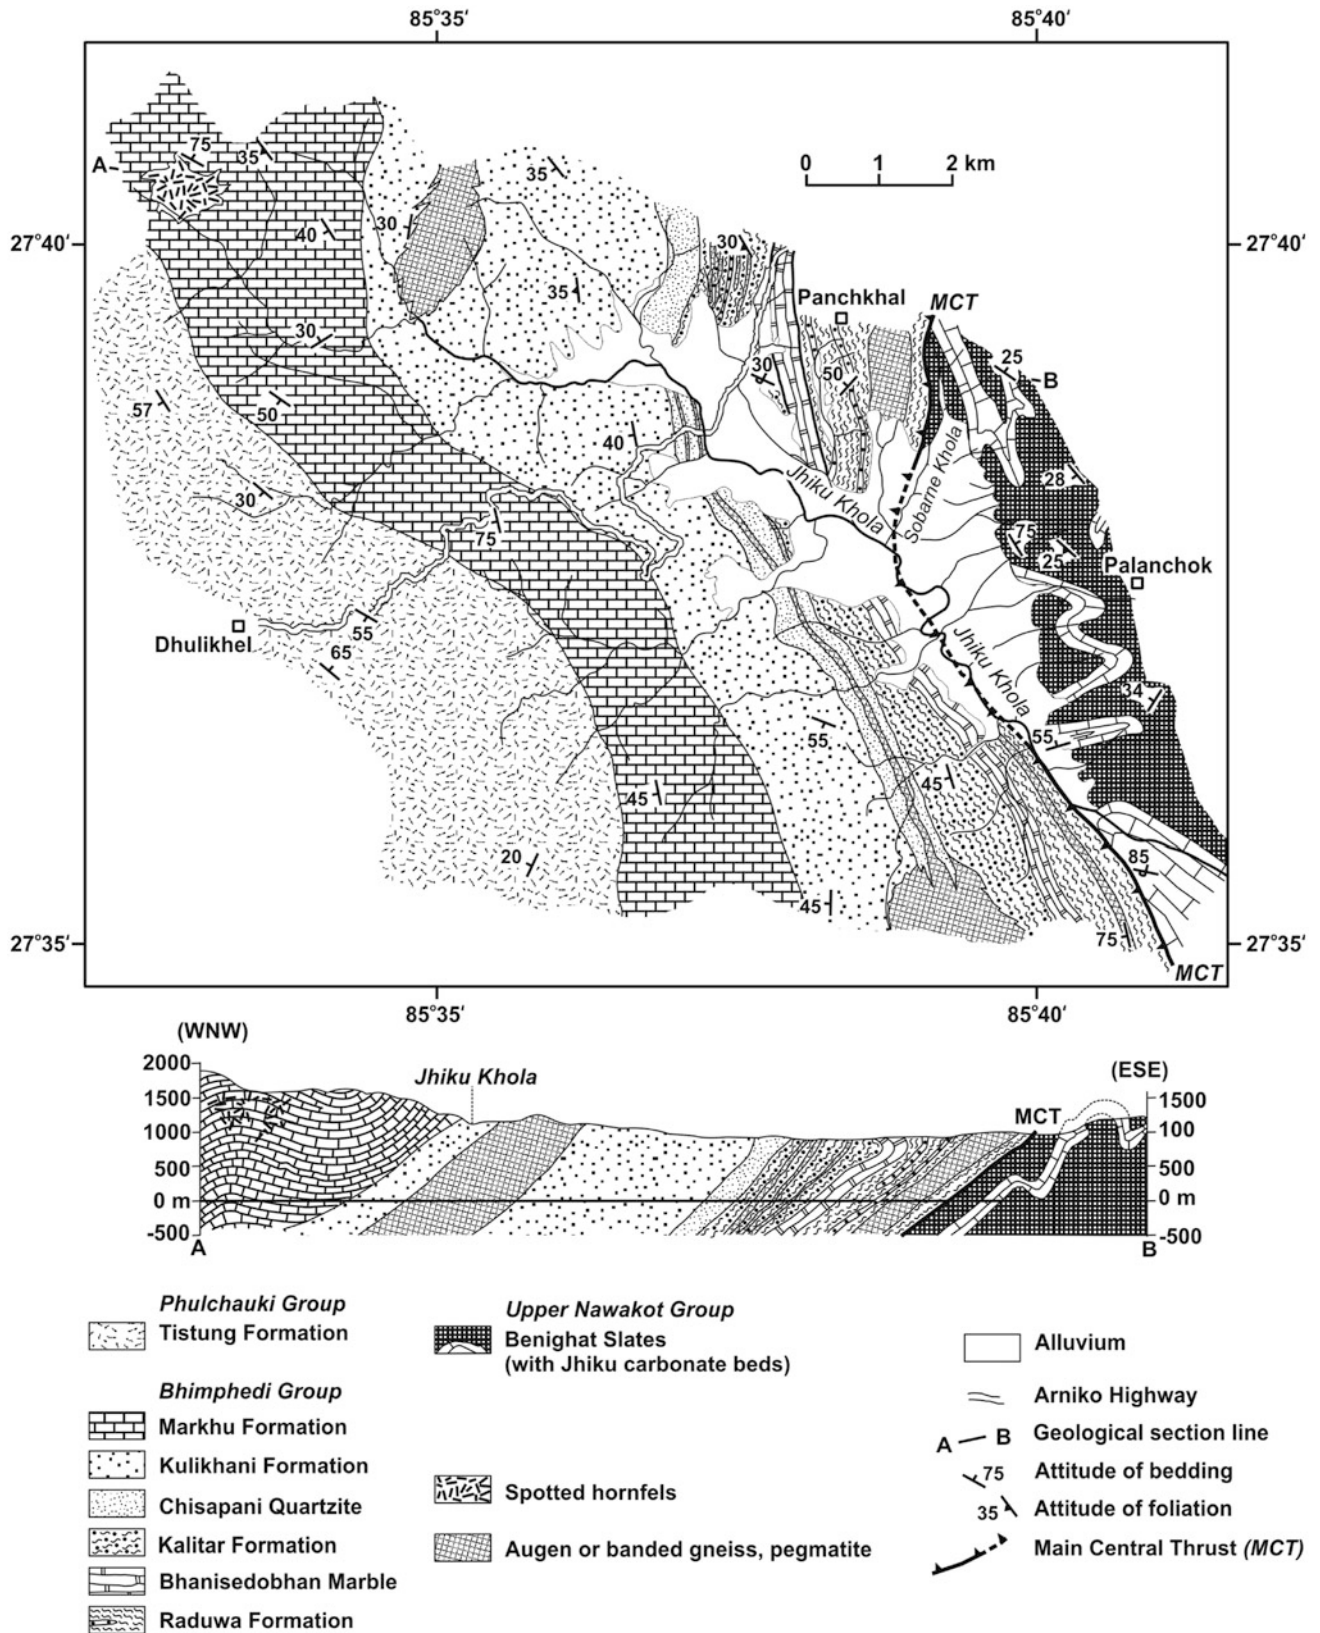 85°35‘
85°40‘
0 1 2 km
A
75
35
35
30
40
30
27°40‘
27°40‘
35
Panchkhal
MCT
30
30
25
B
50
57
50
40
Jhiku Khola
Sobarne Khola
28
30
75
75
25
Palanchok
Dhulikhel
55
65
Jhiku Khola
34
55
55
45
45
20
85
45
75
27°35‘
27°35‘
MCT
85°35‘
85°40‘
(WNW)
(ESE)
2000
1500
1000
500
0 m
-500
A
Jhiku Khola
MCT
1500
100
500
0 m
-500
B
Phulchauki Group
Tistung Formation
Bhimphedi Group
Markhu Formation
Kulikhani Formation
Chisapani Quartzite
Kalitar Formation
Bhanisedobhan Marble
Raduwa Formation
Upper Nawakot Group
Benighat Slates
(with Jhiku carbonate beds)
Spotted hornfels
Augen or banded gneiss, pegmatite
Alluvium
Arniko Highway
A B Geological section line
75 Attitude of bedding
35 Attitude of foliation
Main Central Thrust (MCT)